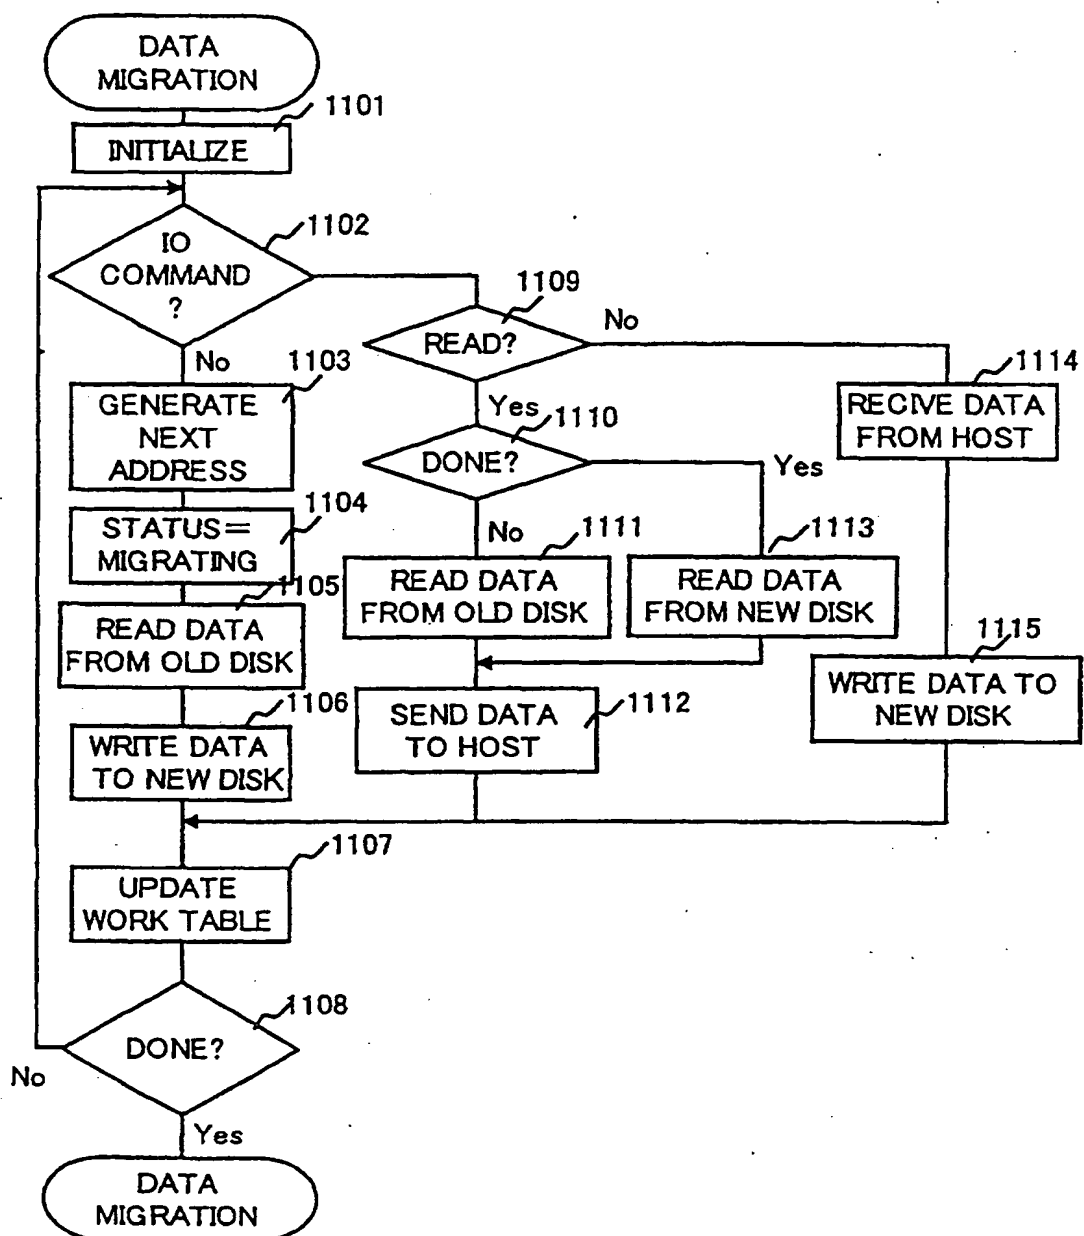 DATA
MIGRATION
1101
INITIALIZE
1102
IO
COMMAND
?
No
1109
READ?
No
Yes
1103
GENERATE
NEXT
ADDRESS
1110
DONE?
Yes
No
1114
RECIVE DATA
FROM HOST
1104
STATUS=
MIGRATING
1111
READ DATA
FROM OLD DISK
1113
READ DATA
FROM NEW DISK
1105
READ DATA
FROM OLD DISK
1115
WRITE DATA TO
NEW DISK
1106
WRITE DATA
TO NEW DISK
1112
SEND DATA
TO HOST
1107
UPDATE
WORK TABLE
1108
DONE?
No
Yes
DATA
MIGRATION